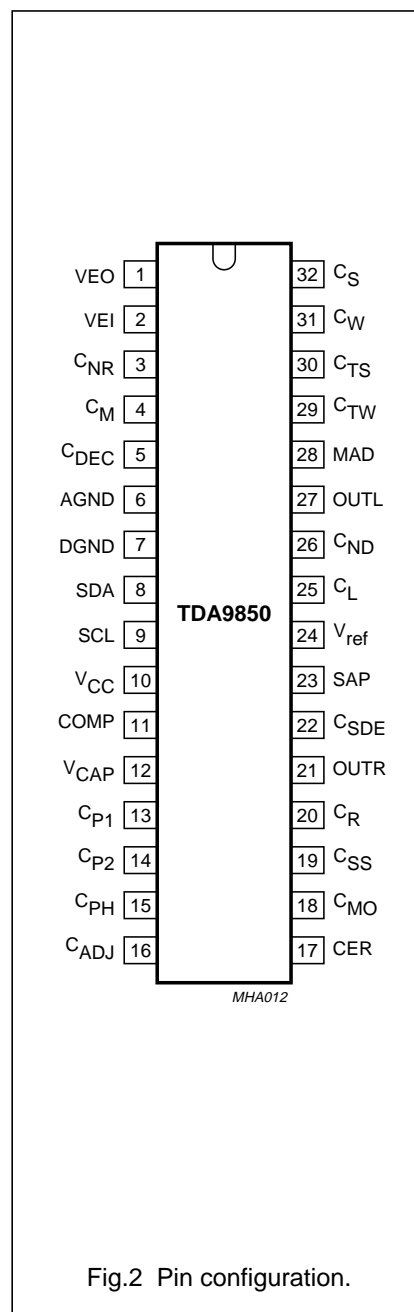 VEO 1 32 CS
VEI 2 31 CW
CNR 3 30 CTS
CM 4 29 CTW
CDEC 5 28 MAD
AGND 6 27 OUTL
DGND 7 26 CND
SDA 8 25 CL
TDA9850
SCL 9 24 Vref
VCC 10 23 SAP
COMP 11 22 CSDE
VCAP 12 21 OUTR
CP1 13 20 CR
CP2 14 19 CSS
CPH 15 18 CMO
CADJ 16 17 CER
MHA012
Fig.2 Pin configuration.